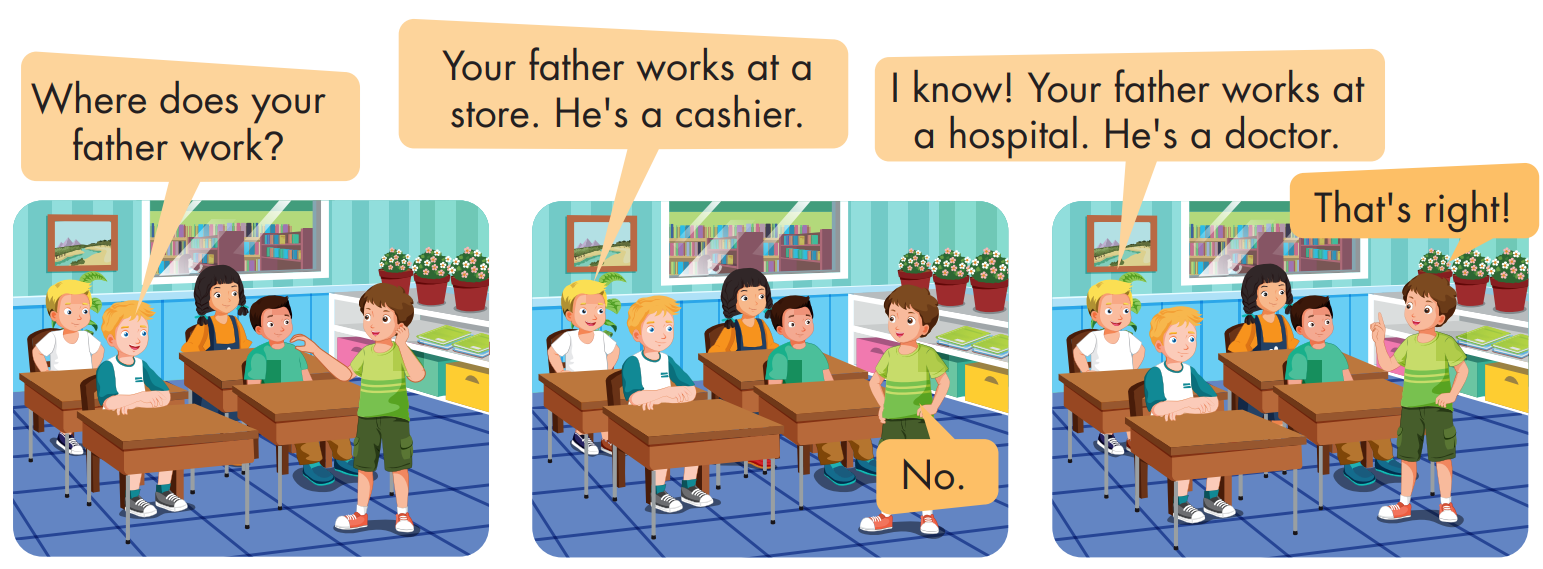 Where does your
father work?
Your father works at a
store. He's a cashier.
No.
I know! Your father works at
a hospital. He's a doctor.
That's right!